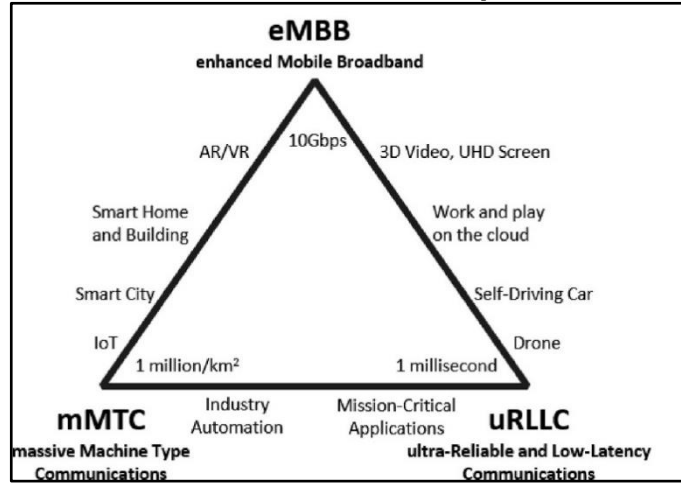 eMBB
enhanced Mobile Broadband
10Gbps
AR/VR
3D Video, UHD Screen
Smart Home
and Building
Work and play
on the cloud
Smart City
Self-Driving Car
IoT
Drone
1 million/km²
1 millisecond
mMTC
massive Machine Type
Communications
Industry
Automation
Mission-Critical
Applications
uRLLC
ultra-Reliable and Low-Latency
Communications